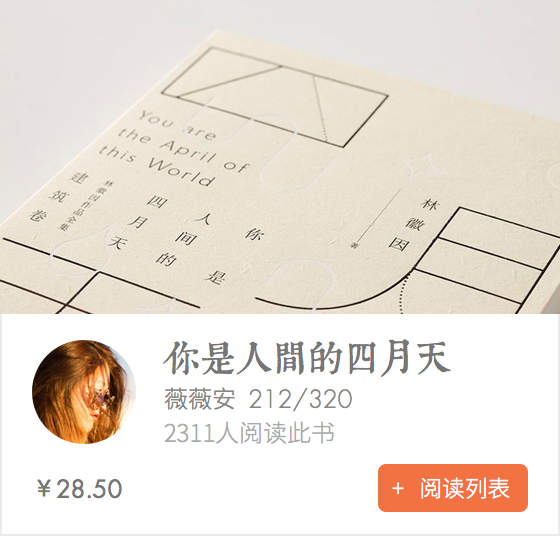 You are
the April of
this World
你是
人间的
四月天
林徽因作品全集
建筑卷
林徽因
著
你是人間的四月天
薇薇安 212/320
2311人阅读此书
￥28.50
+ 阅读列表